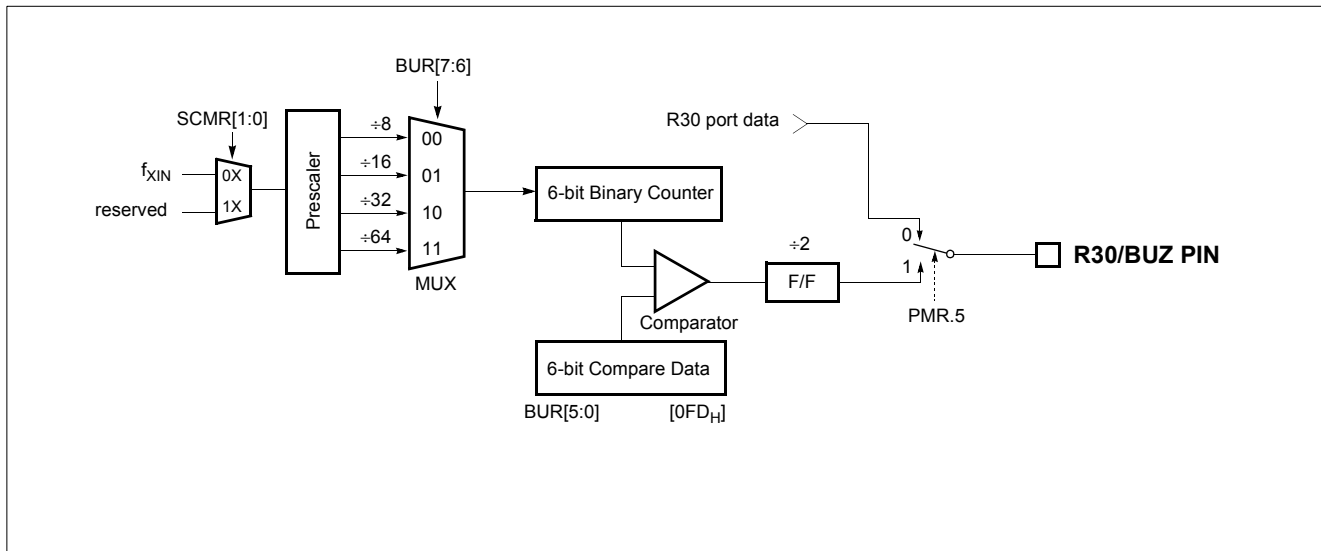 BUR[7:6]
SCMR[1:0]
fXIN
reserved
0X
1X
Prescaler
÷8
÷16
÷32
÷64
00
01
10
11
MUX
R30 port data
6-bit Binary Counter
Comparator
6-bit Compare Data
BUR[5:0] [0FDH]
÷2
F/F
0
1
PMR.5
R30/BUZ PIN